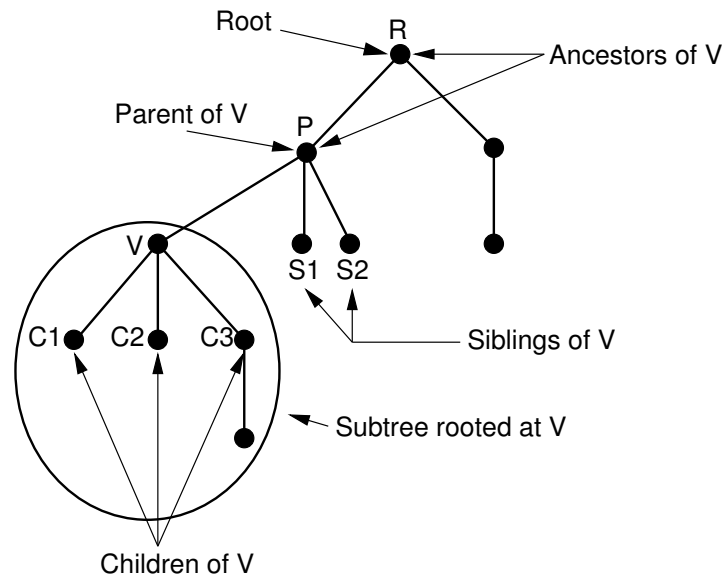 Root
R
Ancestors of V
Parent of V
P
V
S1
S2
C1
C2
C3
Siblings of V
Subtree rooted at V
Children of V